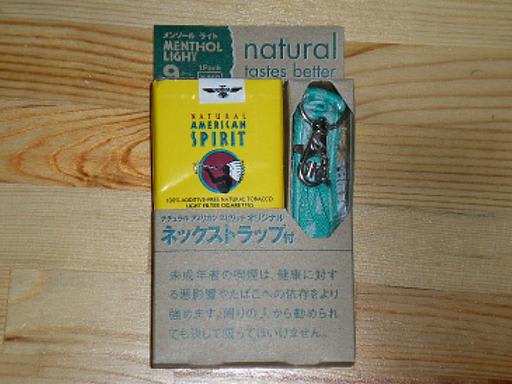 メンソール ライト
MENTHOL
LIGHT
9
1Pack
natural
tastes better
NATURAL
AMERICAN
SPIRIT
100% ADDITIVE-FREE NATURAL TOBACCO
LIGHT FILTER CIGARETTES
ナチュラル アメリカン スピリット オリジナル
ネックストラップ付
未成年者の喫煙は、健康に対す
る悪影響やたばこへの依存をより
強めます。周りの人から勧められ
ても決して吸ってはいけません。